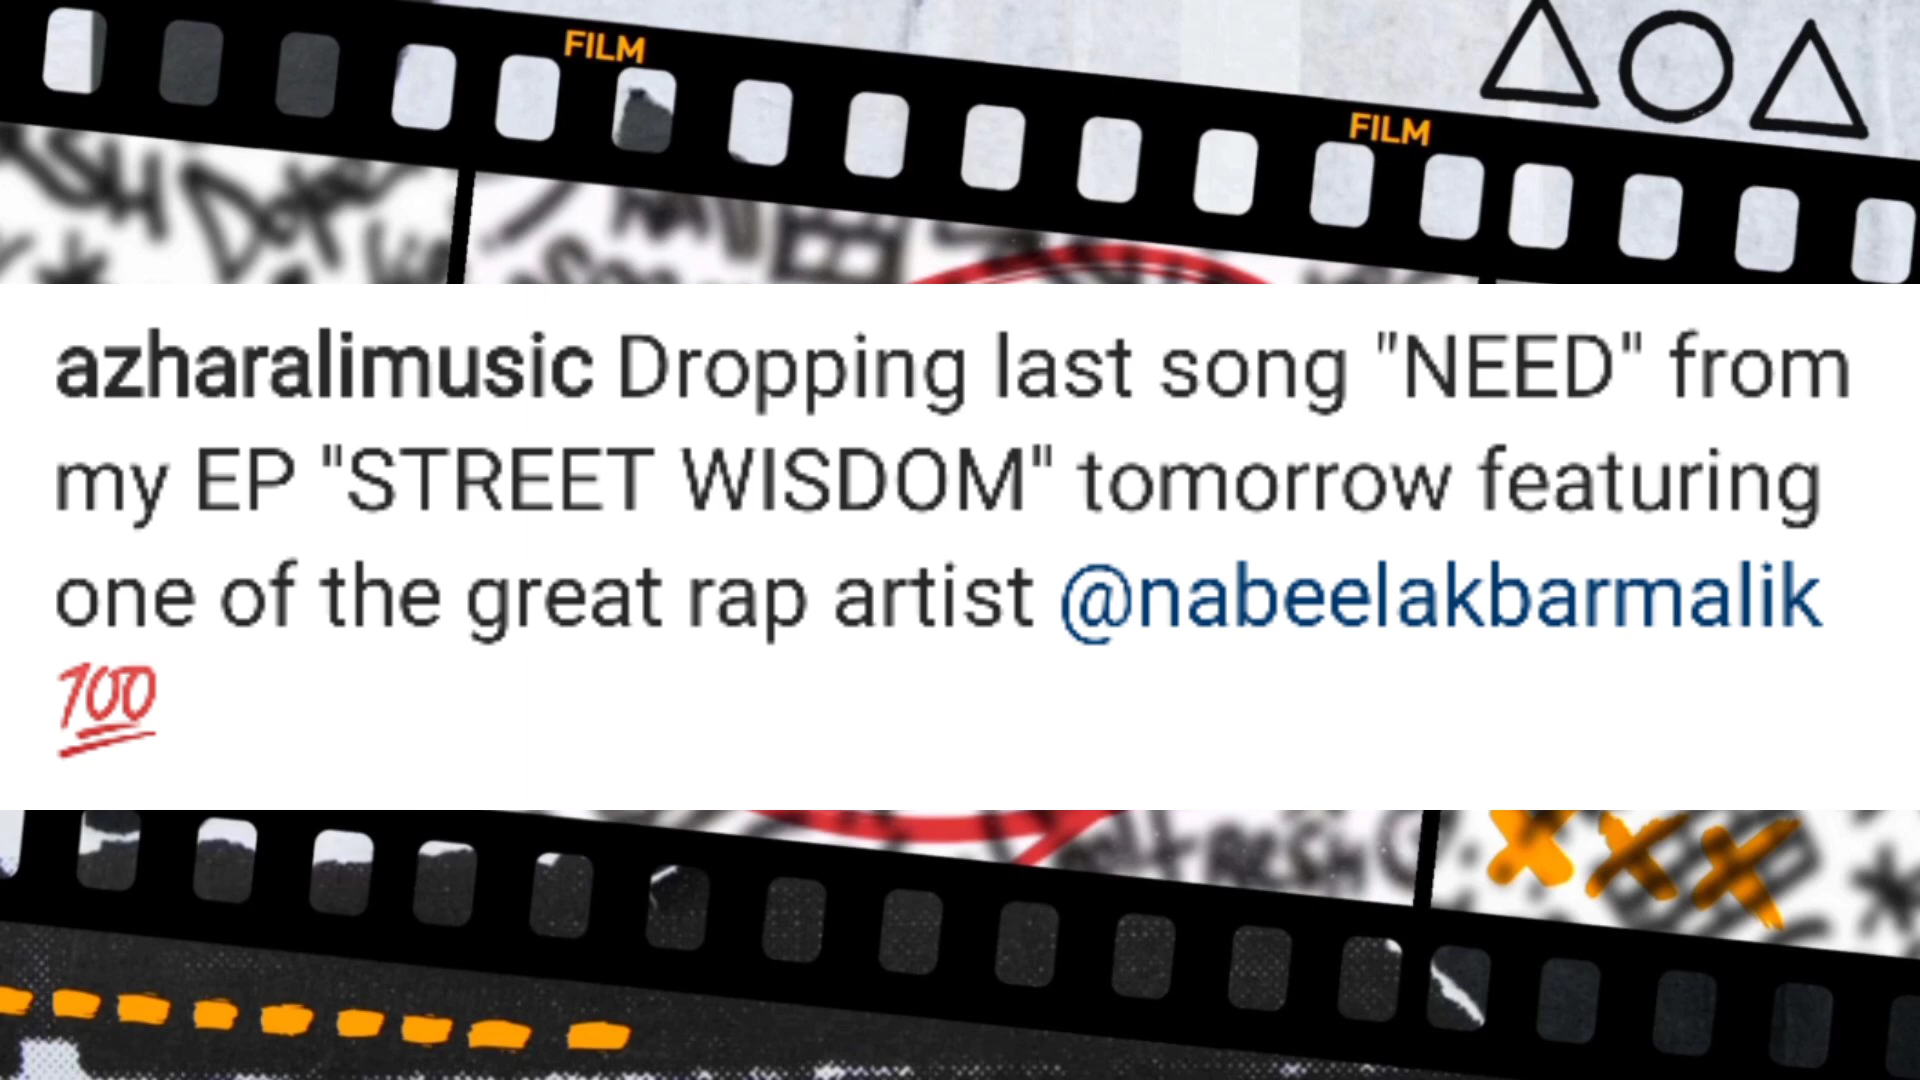 FILM
FILM
azharalimusic Dropping last song "NEED" from
my EP "STREET WISDOM" tomorrow featuring
one of the great rap artist @nabeelakbarmalik
💯
XXX